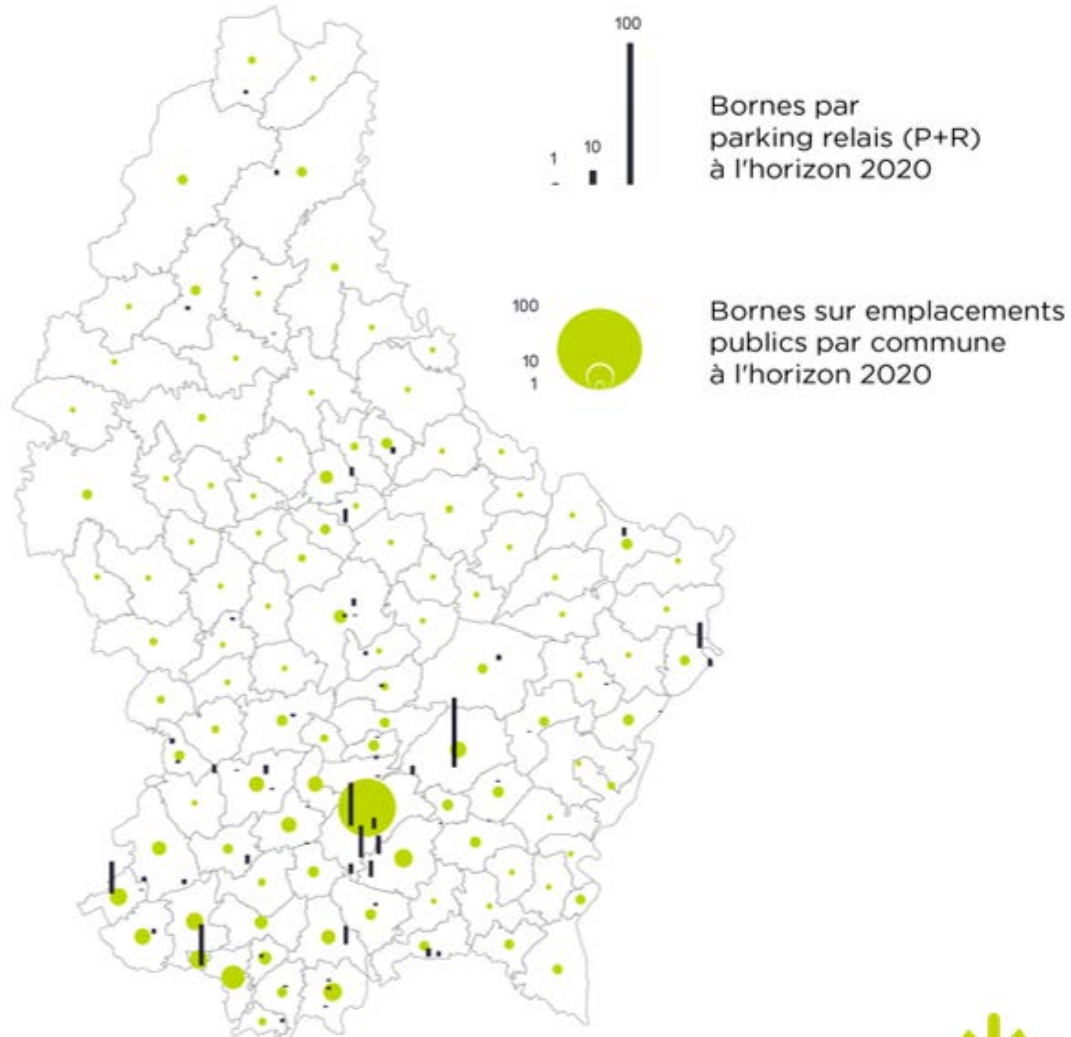 100
10
1
Bornes par
parking relais (P+R)
à l'horizon 2020
100
10
1
Bornes sur emplacements
publics par commune
à l'horizon 2020